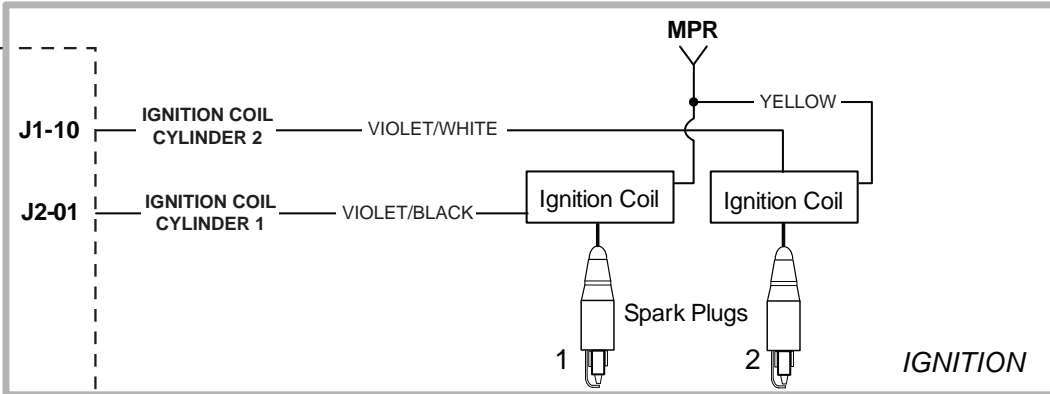 MPR
YELLOW
J1-10
IGNITION COIL
CYLINDER 2
VIOLET/WHITE
Ignition Coil
Ignition Coil
J2-01
IGNITION COIL
CYLINDER 1
VIOLET/BLACK
Spark Plugs
1
2
IGNITION